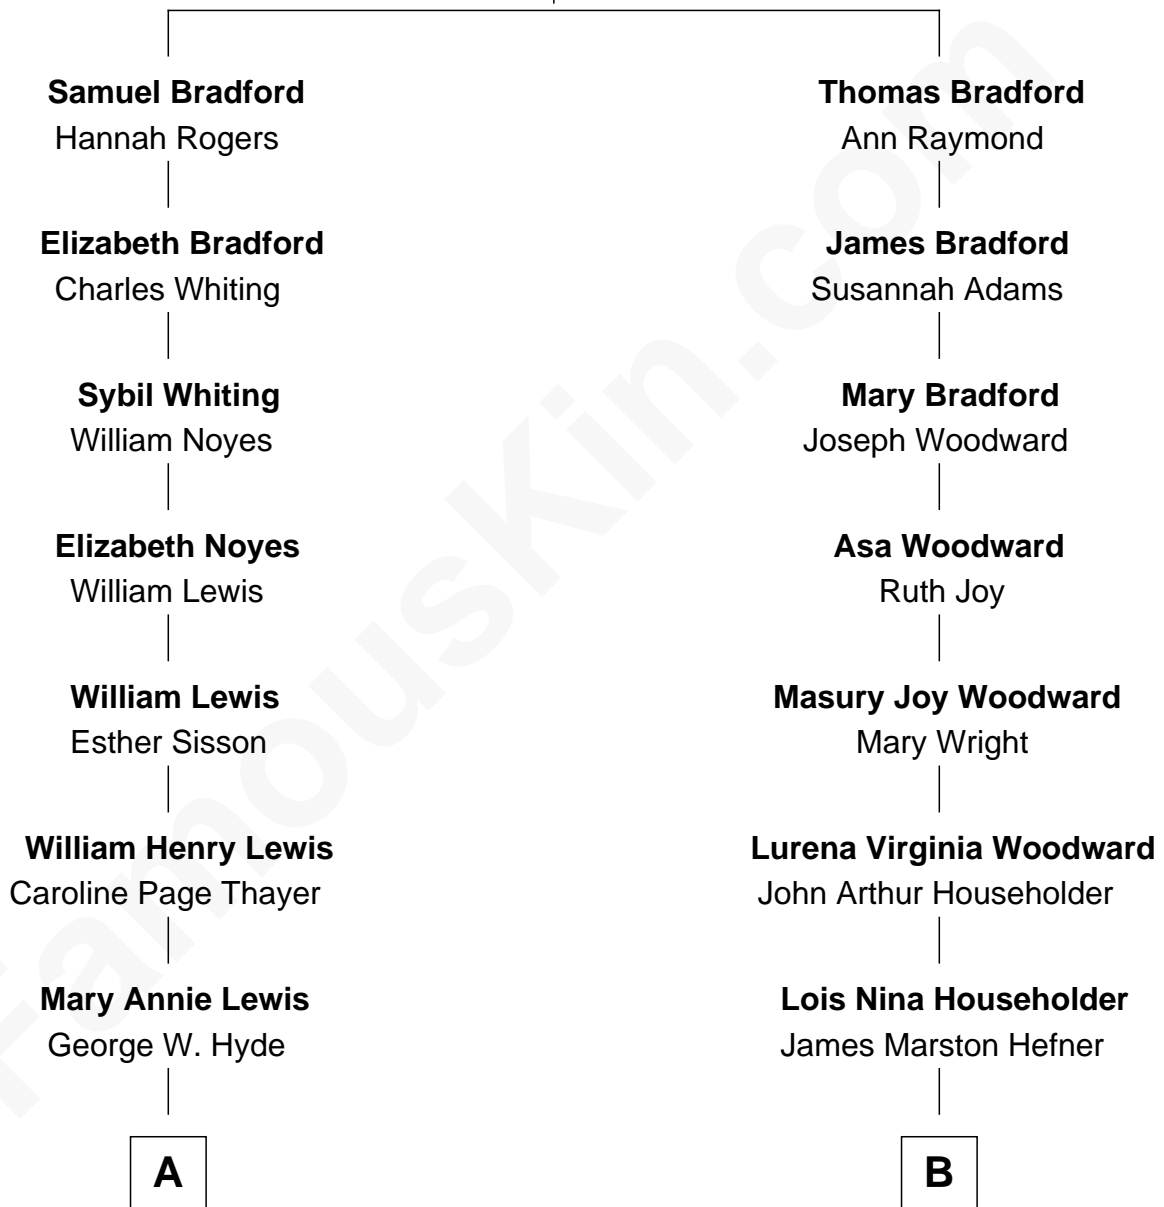 Samuel Bradford
Hannah Rogers
Thomas Bradford
Ann Raymond
Elizabeth Bradford
Charles Whiting
James Bradford
Susannah Adams
Sybil Whiting
William Noyes
Mary Bradford
Joseph Woodward
Elizabeth Noyes
William Lewis
Asa Woodward
Ruth Joy
William Lewis
Esther Sisson
Masury Joy Woodward
Mary Wright
William Henry Lewis
Caroline Page Thayer
Lurena Virginia Woodward
John Arthur Householder
Mary Annie Lewis
George W. Hyde
Lois Nina Householder
James Marston Hefner
A
B
FamousKin.com